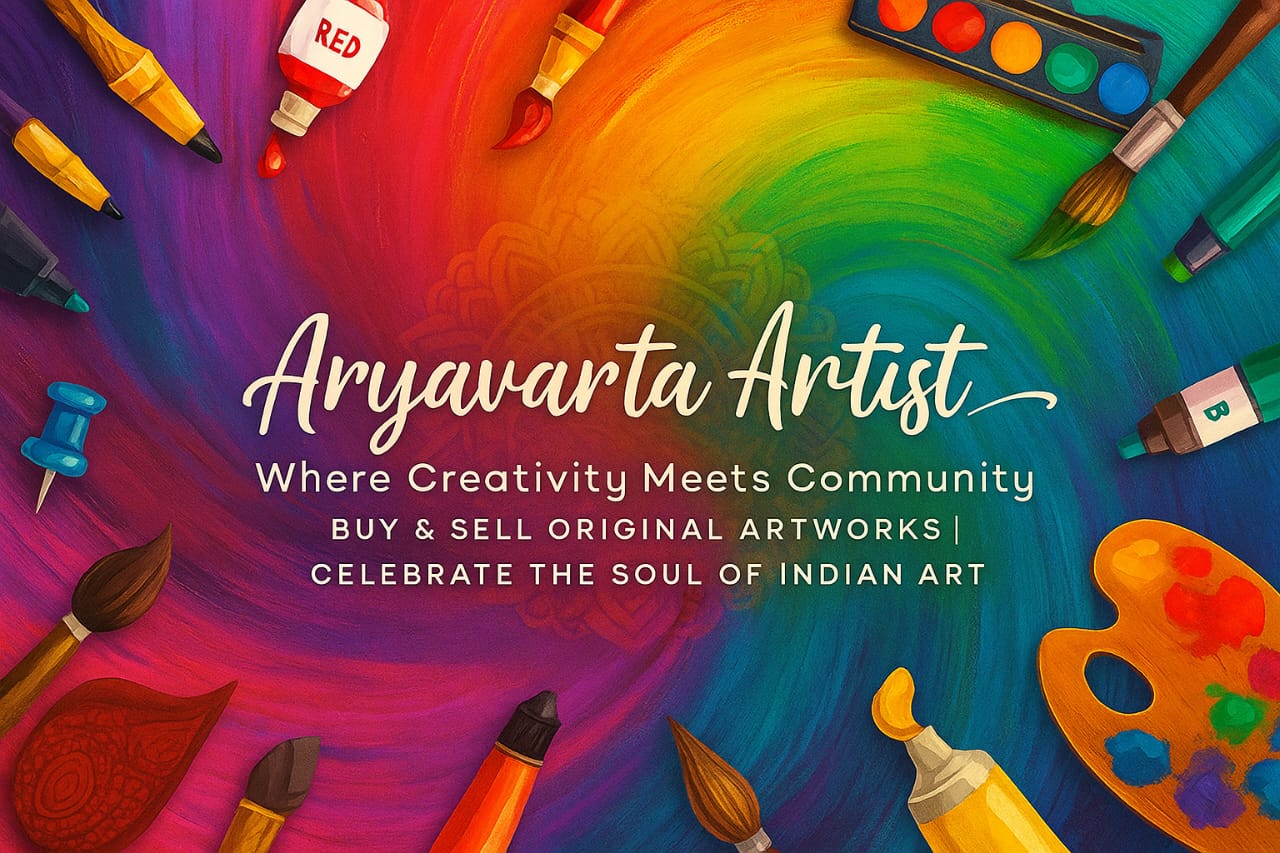 RED
Aryavarta Artist
Where Creativity Meets Community
BUY & SELL ORIGINAL ARTWORKS |
CELEBRATE THE SOUL OF INDIAN ART
B